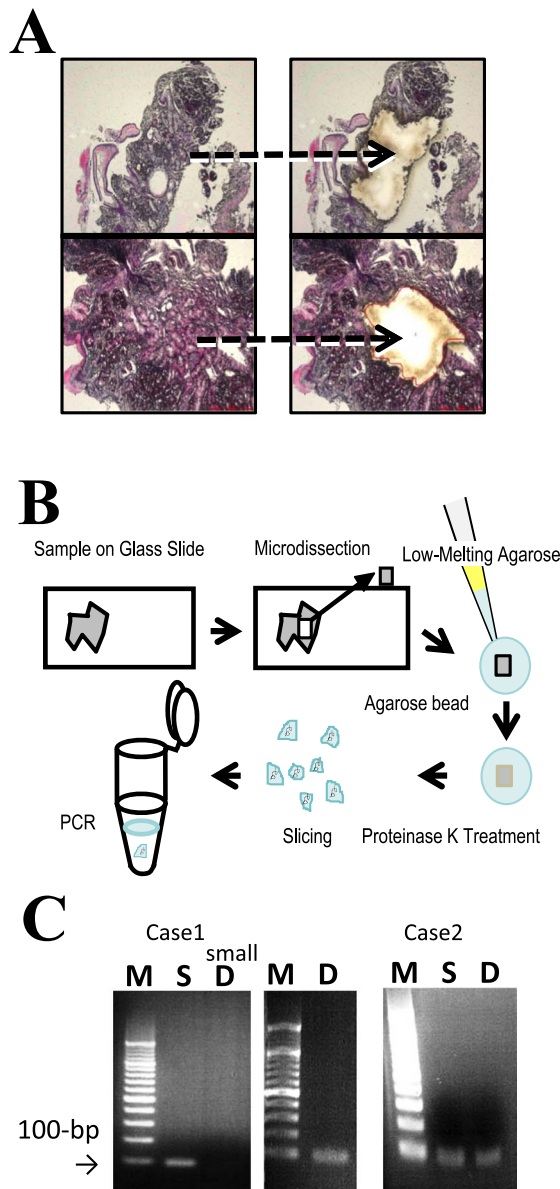 A
B
Sample on Glass Slide
Microdissection
Low-Melting Agarose
Agarose bead
PCR
Slicing
Proteinase K Treatment
C
Case1
small
Case2
M S D
M D
M S D
100-bp
→